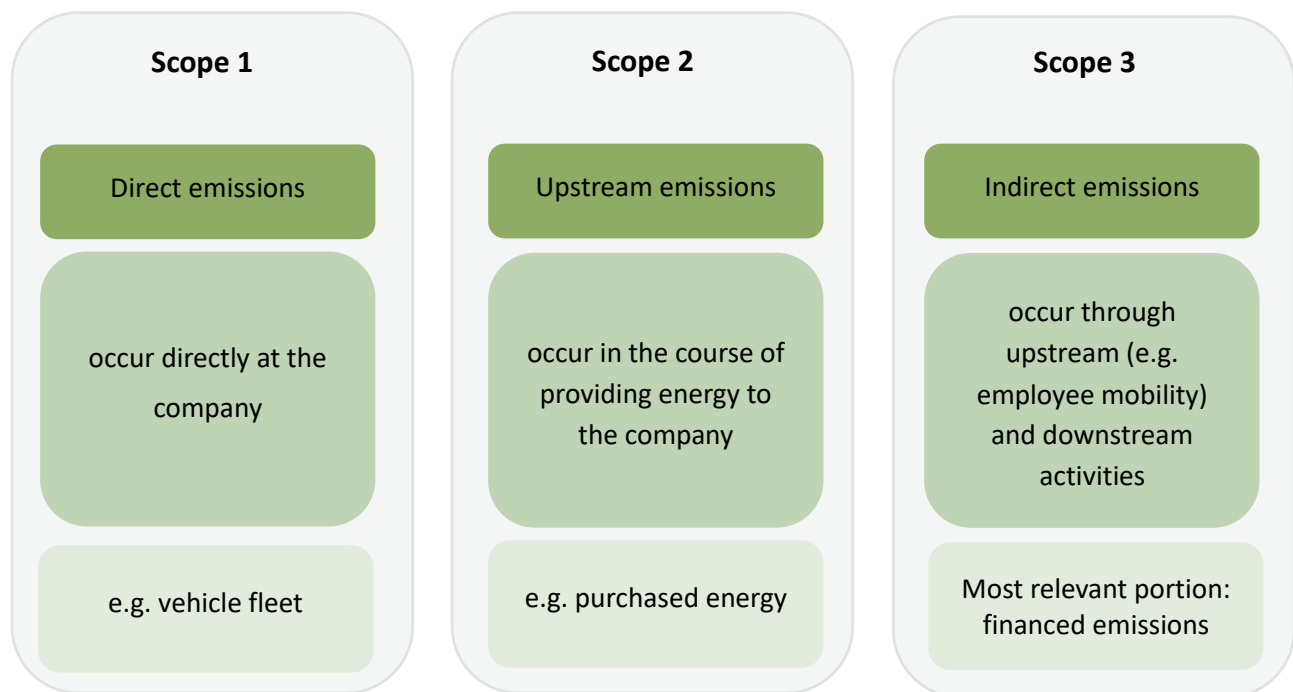 Scope 1
Direct emissions
occur directly at the
company
e.g. vehicle fleet
Scope 2
Upstream emissions
occur in the course of
providing energy to
the company
e.g. purchased energy
Scope 3
Indirect emissions
occur through
upstream (e.g.
employee mobility)
and downstream
activities
Most relevant portion:
financed emissions